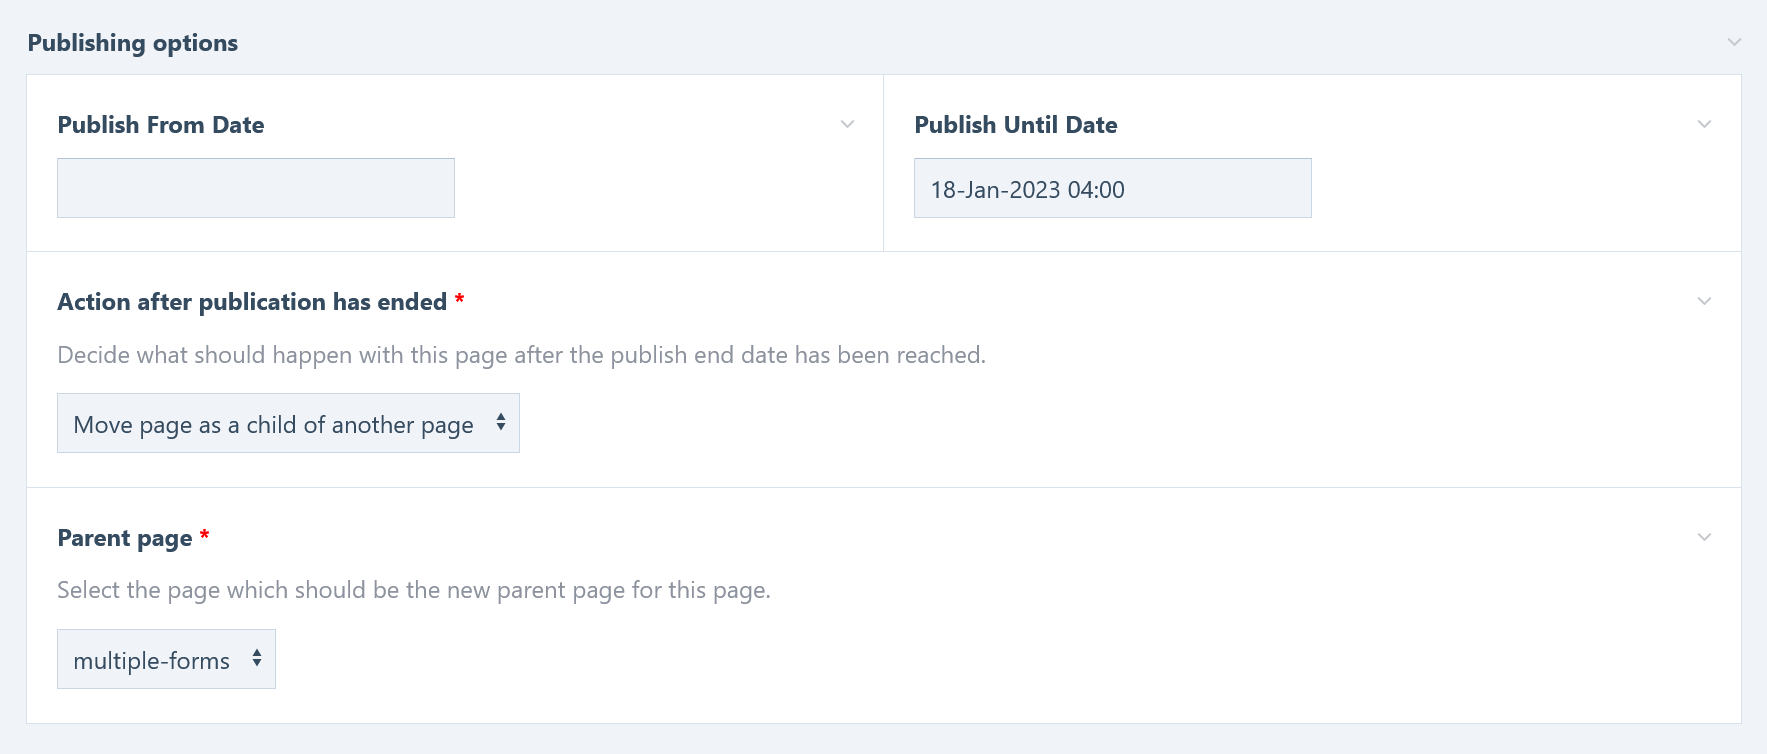 Publishing options
Publish From Date
Publish Until Date
18-Jan-2023 04:00
Action after publication has ended *
Decide what should happen with this page after the publish end date has been reached.
Move page as a child of another page
Parent page *
Select the page which should be the new parent page for this page.
multiple-forms